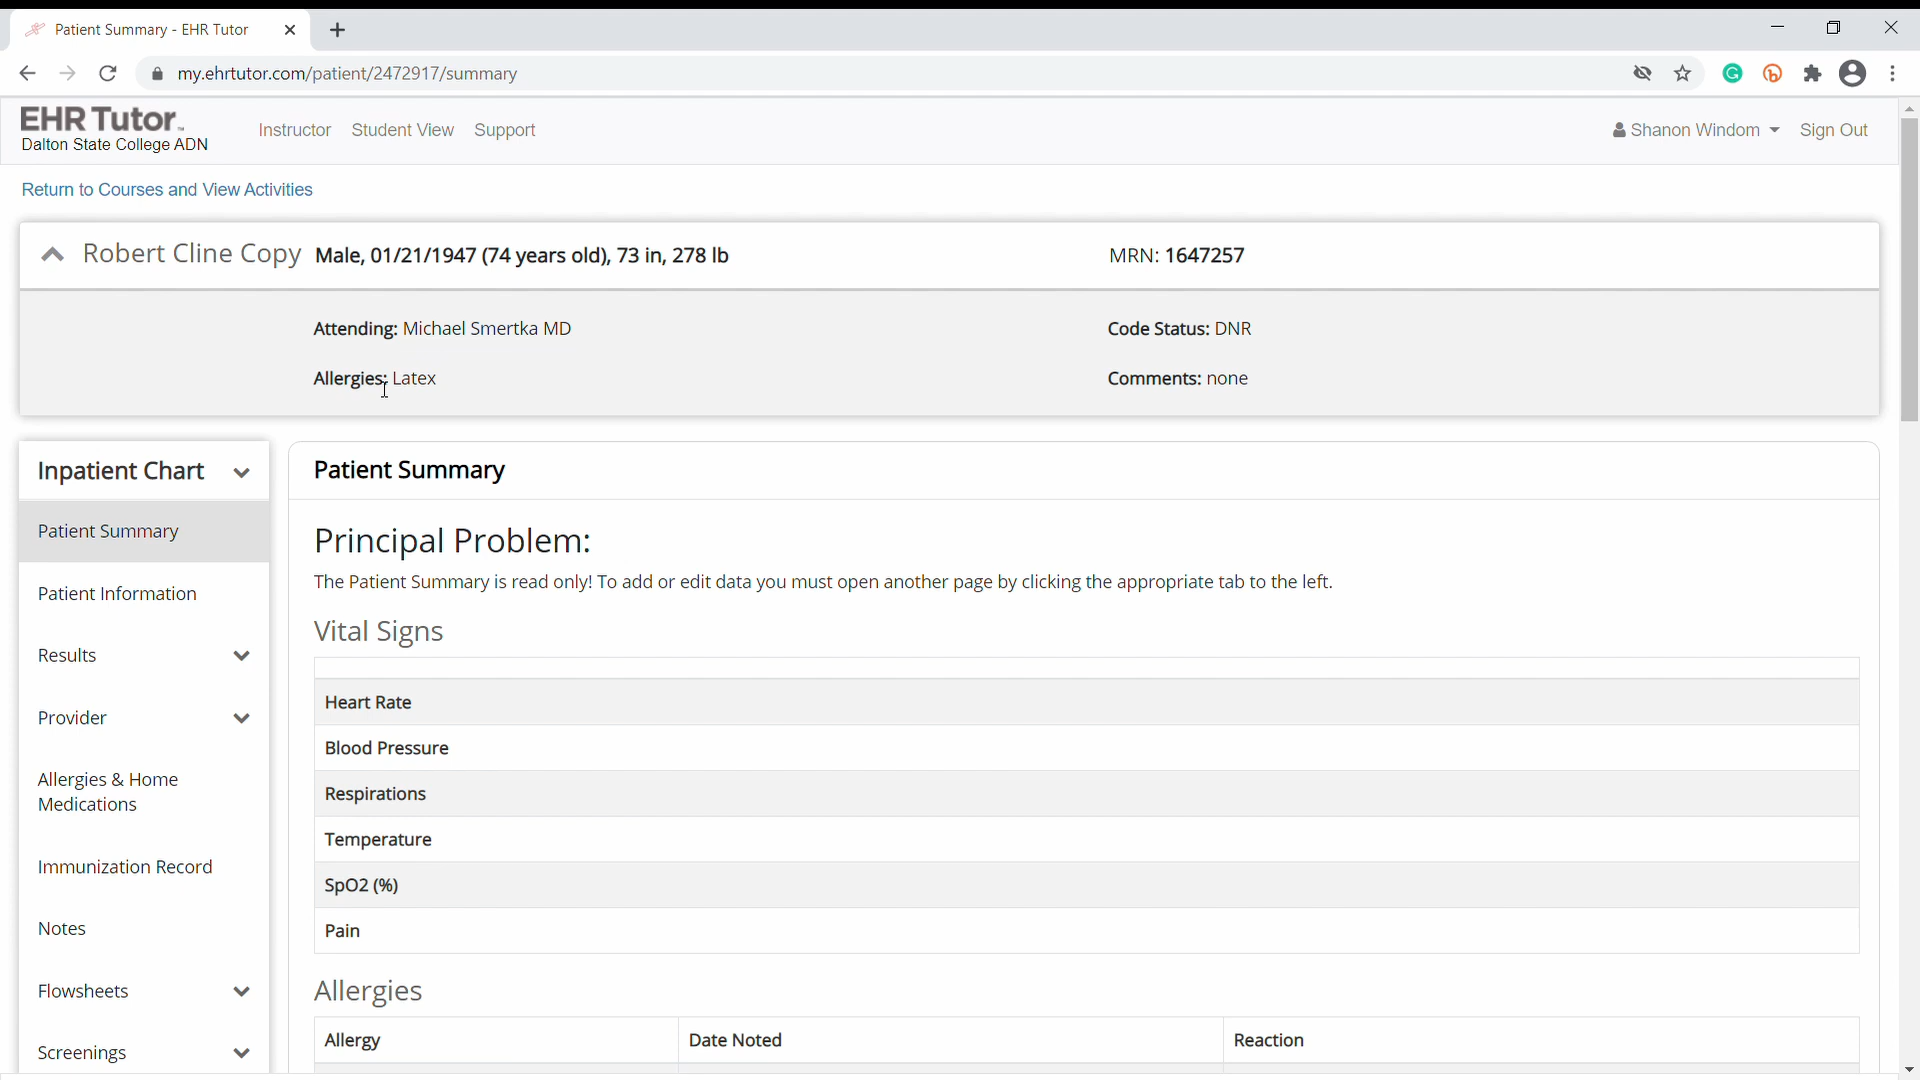 Patient Summary - EHR Tutor
my.ehrtutor.com/patient/2472917/summary
EHR Tutor™
Dalton State College ADN
Instructor Student View Support
Shanon Windom Sign Out
Return to Courses and View Activities
Robert Cline Copy Male, 01/21/1947 (74 years old), 73 in, 278 lb MRN: 1647257
Attending: Michael Smertka MD Code Status: DNR
Allergies: Latex Comments: none
Inpatient Chart
Patient Summary
Patient Information
Results
Provider
Allergies & Home
Medications
Immunization Record
Notes
Flowsheets
Screenings
Patient Summary
Principal Problem:
The Patient Summary is read only! To add or edit data you must open another page by clicking the appropriate tab to the left.
Vital Signs
Heart Rate
Blood Pressure
Respirations
Temperature
SpO2 (%)
Pain
Allergies
Allergy Date Noted Reaction